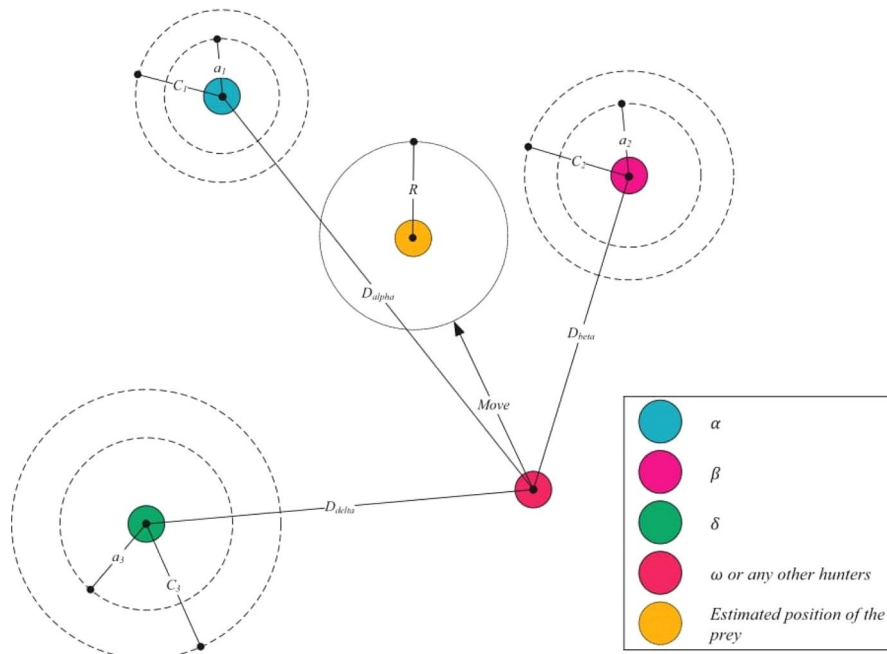 a1
C1
a2
C2
R
Dalpha
Dbeta
Move
Ddelta
a3
C3
α
β
δ
ω or any other hunters
Estimated position of the
prey